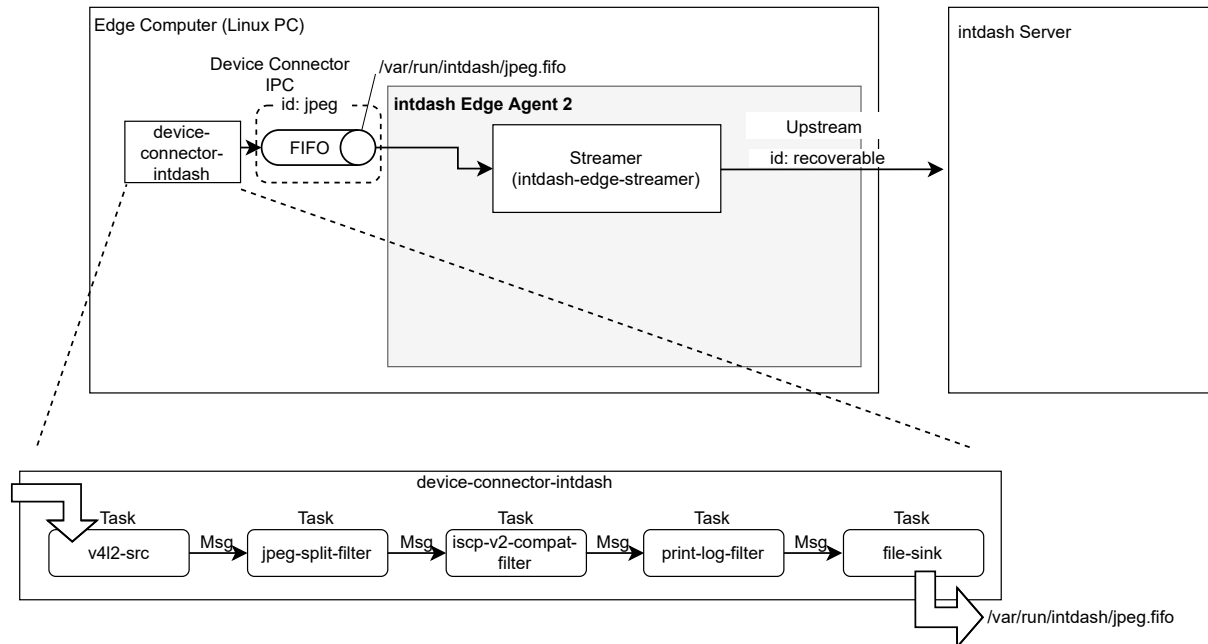 Edge Computer (Linux PC)
intdash Server
Device Connector
IPC
id: jpeg
/var/run/intdash/jpeg.fifo
intdash Edge Agent 2
device-
connector-
intdash
FIFO
Streamer
(intdash-edge-streamer)
Upstream
id: recoverable
device-connector-intdash
Task
Task
Task
Task
Task
v4l2-src
Msg
jpeg-split-filter
Msg
iscp-v2-compat-
filter
Msg
print-log-filter
Msg
file-sink
/var/run/intdash/jpeg.fifo